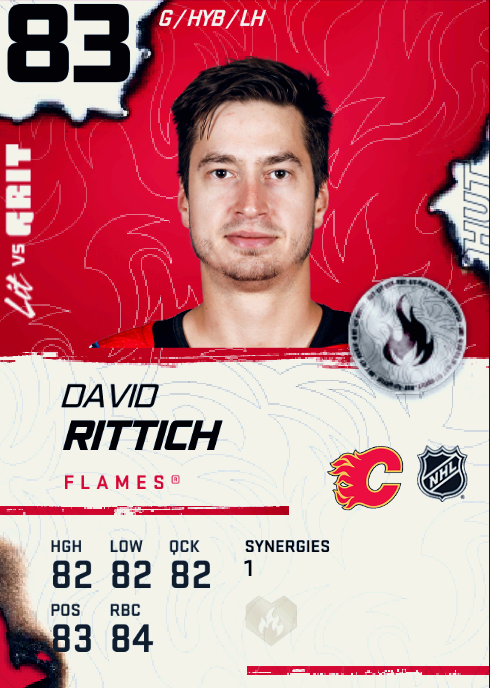 83
G / HYB / LH
Lit vs GRIT
HUT
DAVID
RITTICH
FLAMES®
NHL
HGH LOW QCK
82 82 82
POS RBC
83 84
SYNERGIES
1